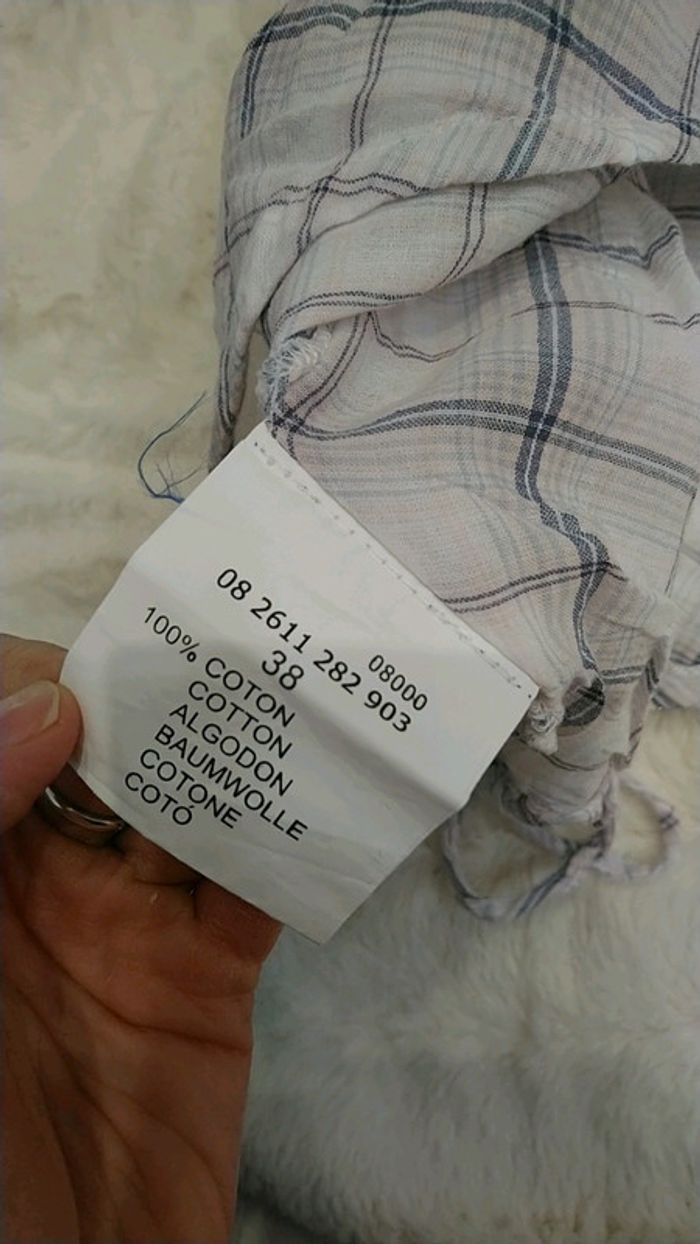 08000
08 2611 282 903
38
100% COTON
COTTON
ALGODON
BAUMWOLLE
COTONE
COTÓ